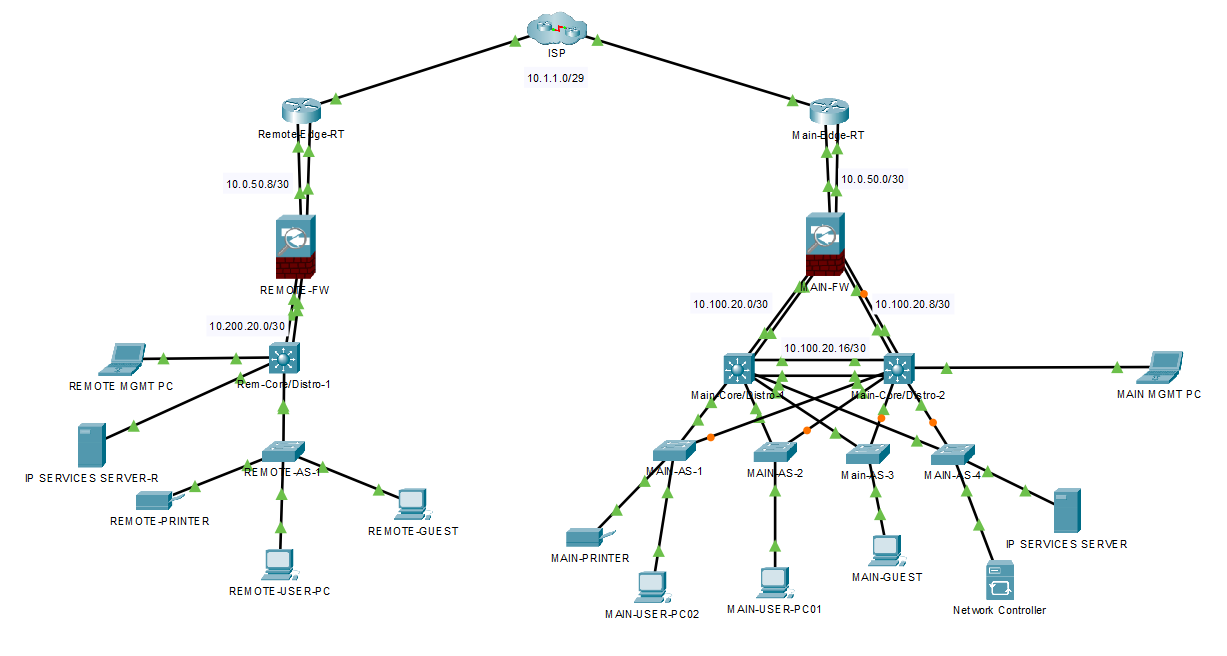 ISP
10.1.1.0/29
Remote-Edge-RT
Main-Edge-RT
10.0.50.8/30
10.0.50.0/30
REMOTE-FW
MAIN-FW
10.200.20.0/30
10.100.20.0/30
10.100.20.8/30
10.100.20.16/30
REMOTE MGMT PC
Rem-Core/Distro-1
Main-Core/Distro-1
Main-Core/Distro-2
MAIN MGMT PC
IP SERVICES SERVER-R
REMOTE-AS-1
MAIN-AS-1
MAIN-AS-2
Main-AS-3
MAIN-AS-4
REMOTE-PRINTER
REMOTE-GUEST
REMOTE-USER-PC
MAIN-PRINTER
MAIN-USER-PC02
MAIN-USER-PC01
MAIN-GUEST
IP SERVICES SERVER
Network Controller